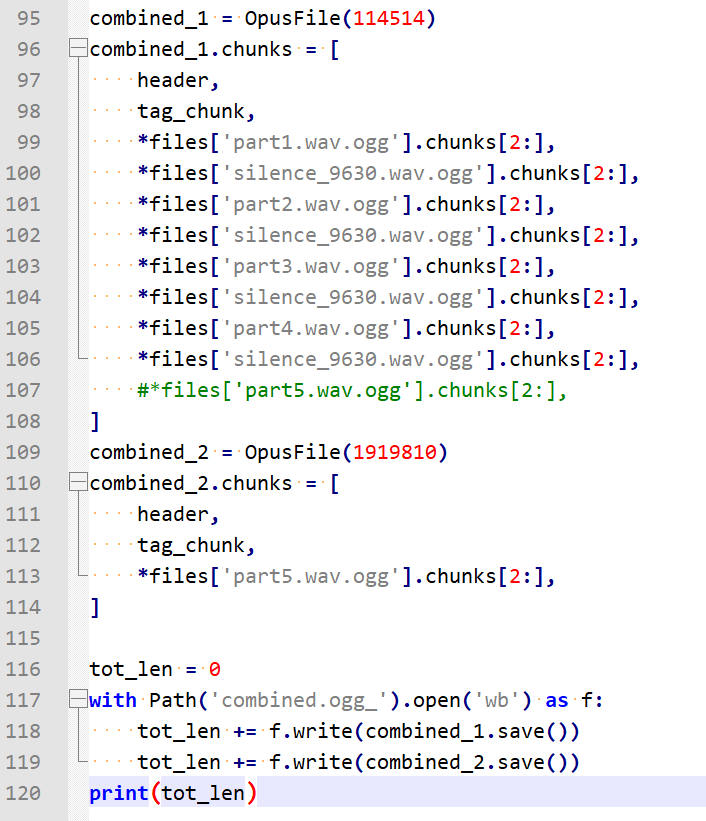 95 combined_1 = OpusFile(114514)
96 combined_1.chunks = [
97     header,
98     tag_chunk,
99     *files['part1.wav.ogg'].chunks[2:],
100     *files['silence_9630.wav.ogg'].chunks[2:],
101     *files['part2.wav.ogg'].chunks[2:],
102     *files['silence_9630.wav.ogg'].chunks[2:],
103     *files['part3.wav.ogg'].chunks[2:],
104     *files['silence_9630.wav.ogg'].chunks[2:],
105     *files['part4.wav.ogg'].chunks[2:],
106     *files['silence_9630.wav.ogg'].chunks[2:],
107     #*files['part5.wav.ogg'].chunks[2:],
108 ]
109 combined_2 = OpusFile(1919810)
110 combined_2.chunks = [
111     header,
112     tag_chunk,
113     *files['part5.wav.ogg'].chunks[2:],
114 ]
115
116 tot_len = 0
117 with Path('combined.ogg_').open('wb') as f:
118     tot_len += f.write(combined_1.save())
119     tot_len += f.write(combined_2.save())
120 print(tot_len)